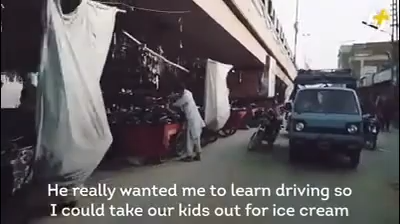 He really wanted me to learn driving so
I could take our kids out for ice cream